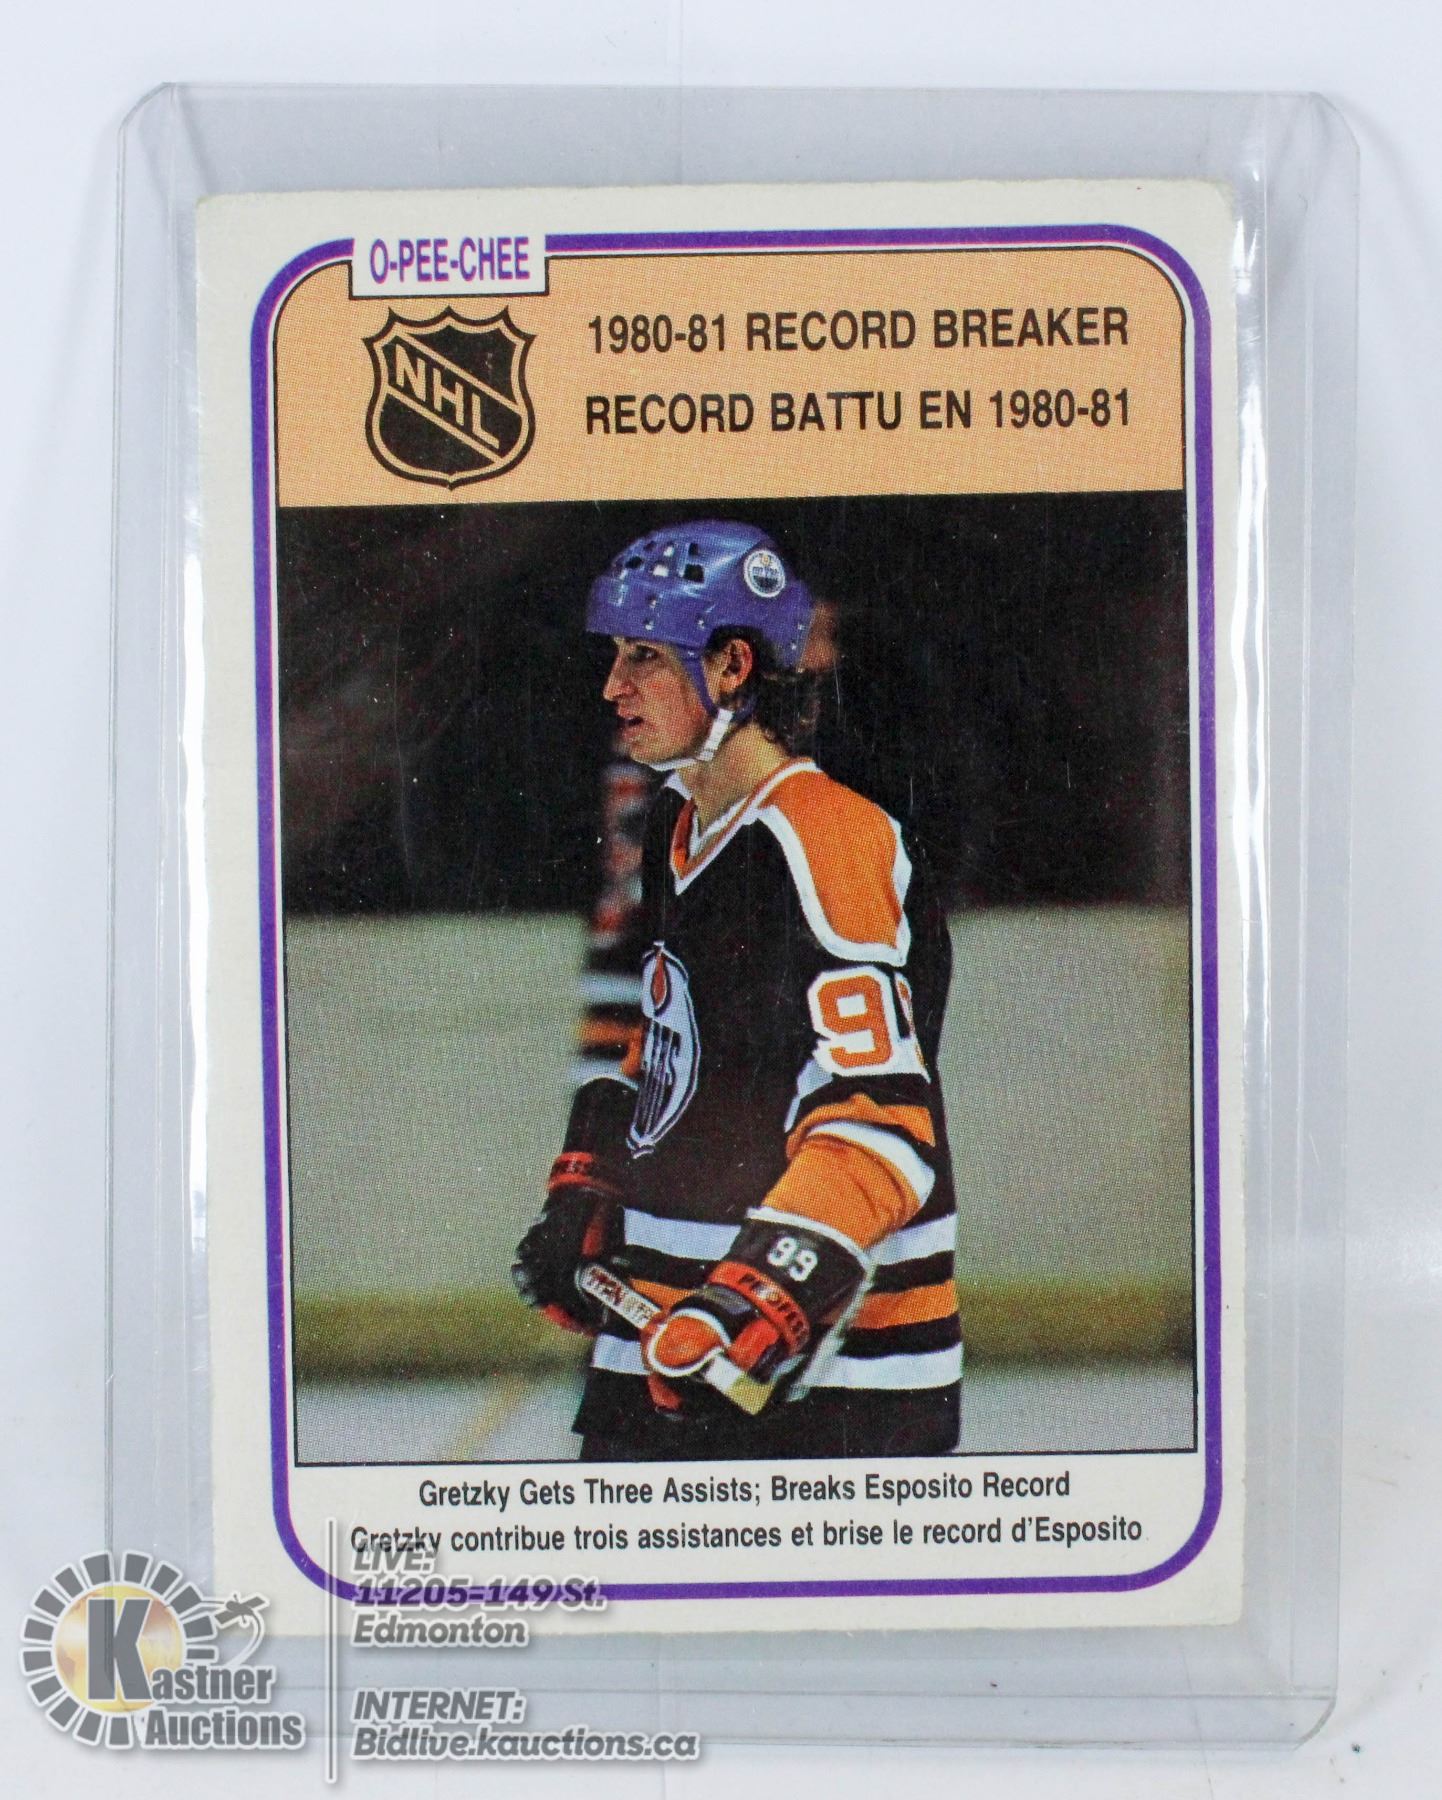 O-PEE-CHEE
NHL
1980-81 RECORD BREAKER
RECORD BATTU EN 1980-81
99
Gretzky Gets Three Assists; Breaks Esposito Record
Gretzky contribue trois assistances et brise le record d'Esposito
LIVE:
11205-149 St.
Edmonton
Kastner
Auctions
INTERNET:
Bidlive.kauctions.ca